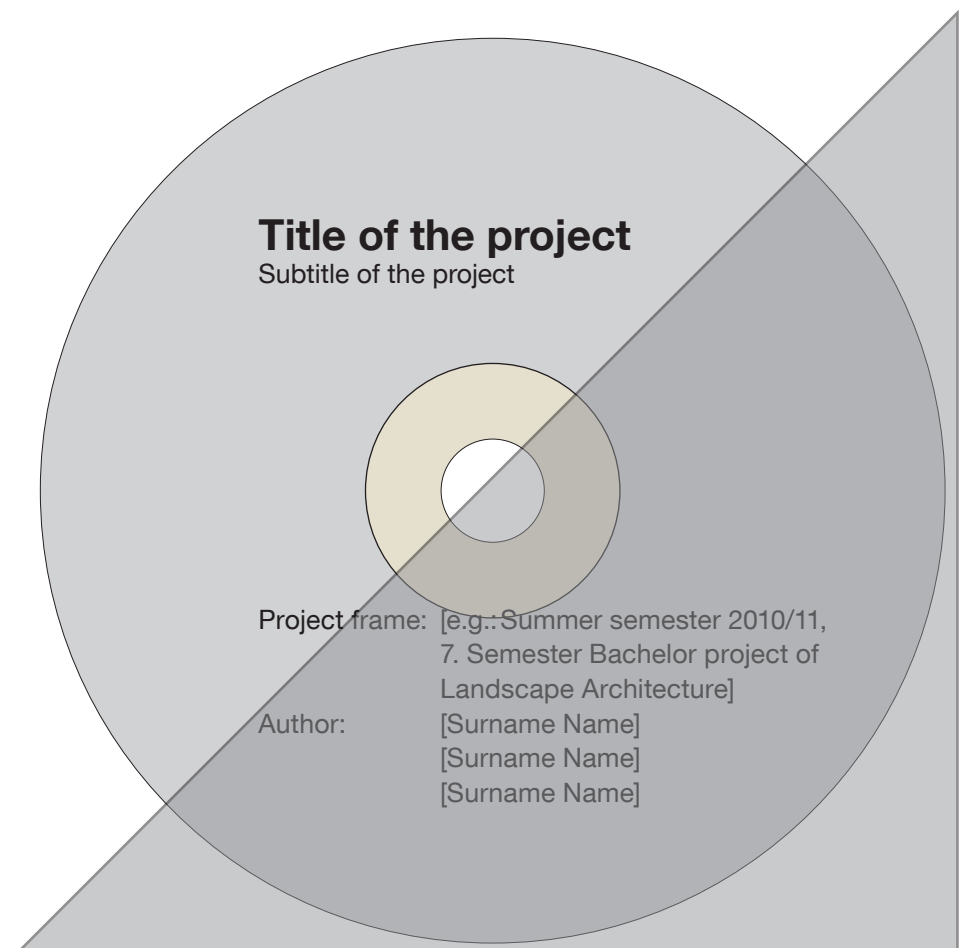 Title of the project
Subtitle of the project
Project frame: [e.g.: Summer semester 2010/11,
7. Semester Bachelor project of
Landscape Architecture]
Author: [Surname Name]
[Surname Name]
[Surname Name]